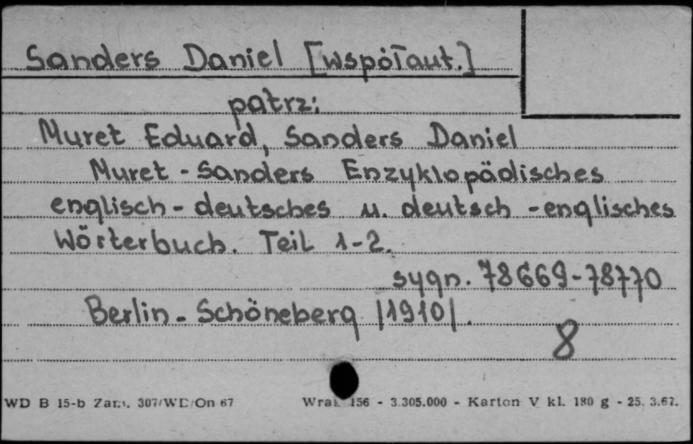 Sanders Daniel [współaut.]
patrz:
Muret Eduard, Sanders Daniel
Muret - Sanders Enzyklopädisches
englisch - deutsches u. deutsch - englisches
Wörterbuch. Teil 1-2.
sygn. 78669-78770
Berlin - Schöneberg /1910/.
8
WD B 15-b Zam. 307/WD/On 67 156 - 3.305.000 - Karton V kl. 180 g - 25. 3.67.